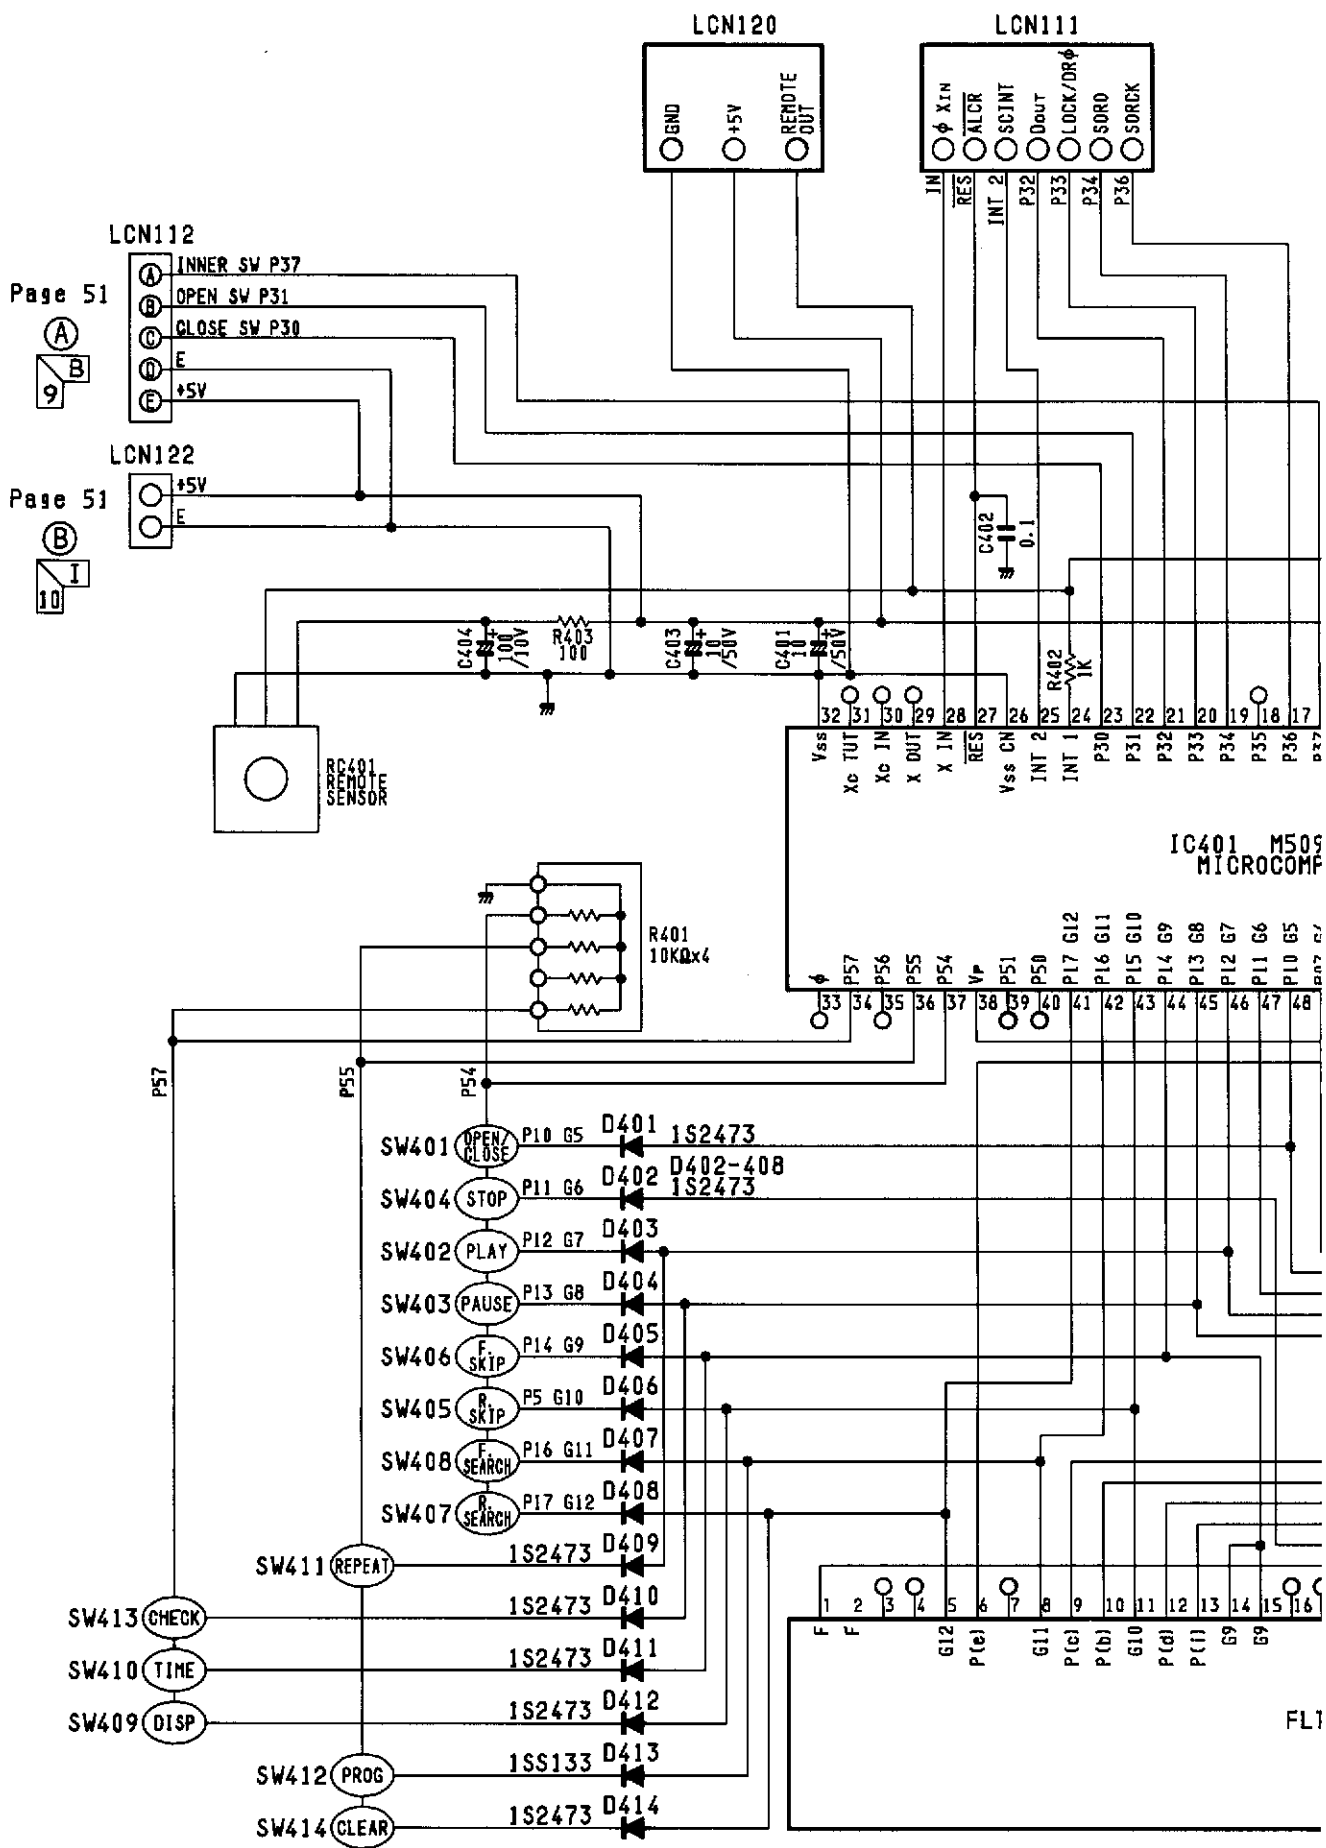 LCN120
LCN111
GND
+5V
REMOTE
OUT
ϕ XIN
ALCR
SCINT
DOUT
LOCK/DRϕ
SORD
SORCK
IN
RES
INT 2
P32
P33
P34
P36
LCN112
Page 51
A
B
9
A INNER SW P37
B OPEN SW P31
C CLOSE SW P30
D E
E +5V
LCN122
Page 51
B
I
10
+5V
E
C402
0.1
C404
100
/10V
R403
100
C403
10
/50V
C401
10
/50V
R402
1K
RC401
REMOTE
SENSOR
32 31 30 29 28 27 26 25 24 23 22 21 20 19 18 17
Vss
Xc TUT
Xc IN
X OUT
X IN
RES
Vss CN
INT 2
INT 1
P30
P31
P32
P33
P34
P35
P36
P37
IC401 M509
MICROCOMP
R401
10KΩx4
ϕ
P57
P56
P55
P54
VP
P51
P50
P17 G12
P16 G11
P15 G10
P14 G9
P13 G8
P12 G7
P11 G6
P10 G5
33 34 35 36 37 38 39 40 41 42 43 44 45 46 47 48
P57
P55
P54
SW401 OPEN/
CLOSE P10 G5 D401 1S2473
SW404 STOP P11 G6 D402 D402-408
1S2473
SW402 PLAY P12 G7 D403
SW403 PAUSE P13 G8 D404
SW406 F.
SKIP P14 G9 D405
SW405 R.
SKIP P5 G10 D406
SW408 F.
SEARCH P16 G11 D407
SW407 R.
SEARCH P17 G12 D408
SW411 REPEAT 1S2473 D409
SW413 CHECK 1S2473 D410
SW410 TIME 1S2473 D411
SW409 DISP 1S2473 D412
SW412 PROG 1SS133 D413
SW414 CLEAR 1S2473 D414
1 2 3 4 5 6 7 8 9 10 11 12 13 14 15 16
F
F
G12
P(e)
G11
P(c)
P(b)
G10
P(d)
P(i)
G9
G9
FLT